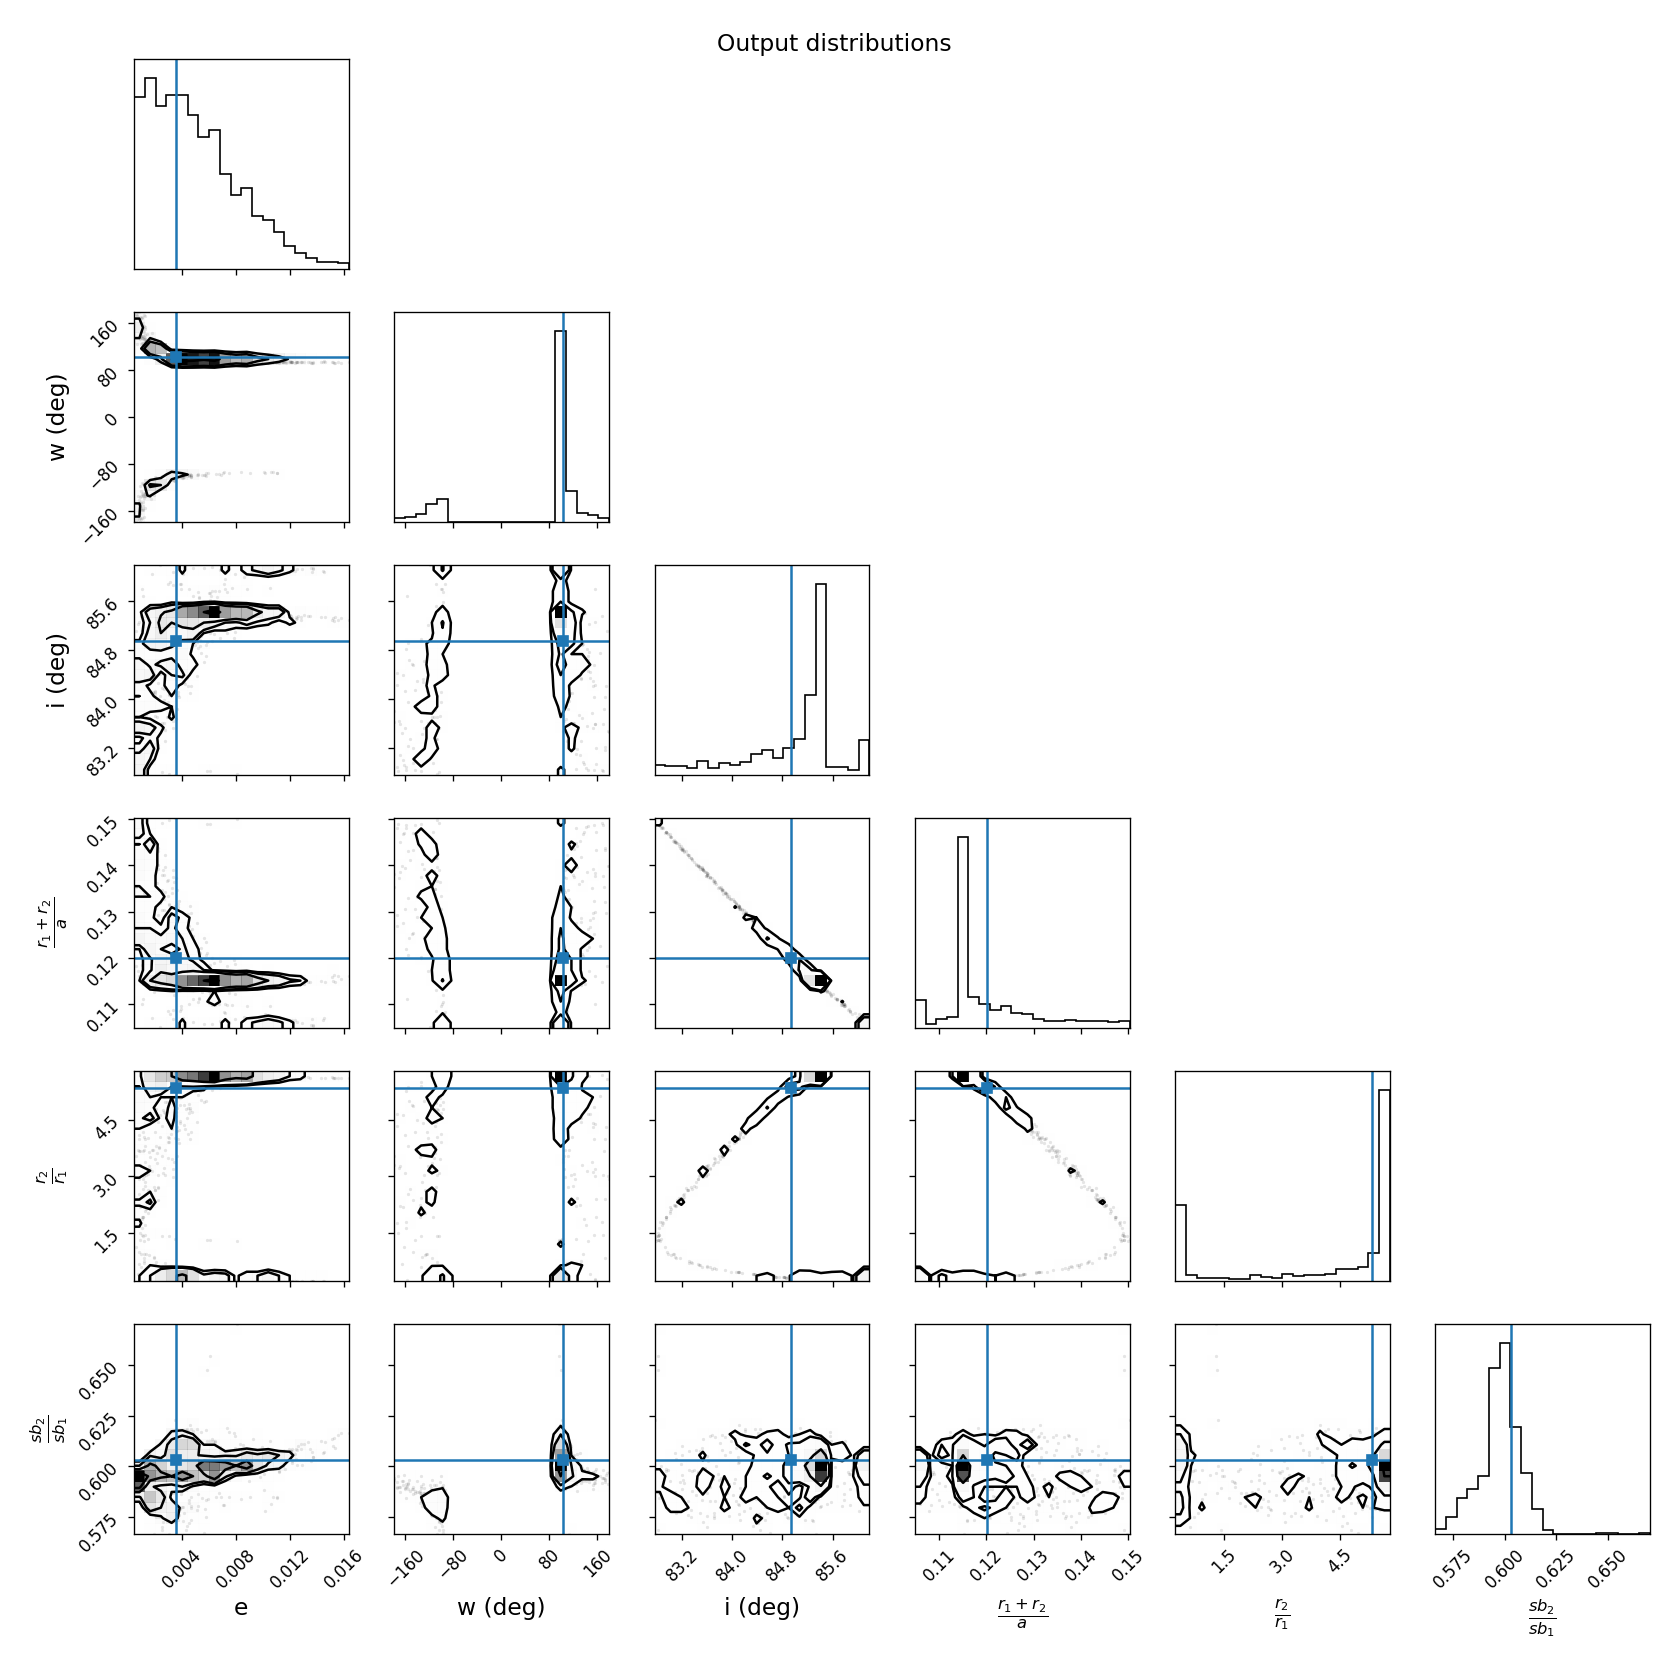 Output distributions
160
80
0
−80
−160
w (deg)
85.6
84.8
84.0
83.2
i (deg)
0.15
0.14
0.13
0.12
0.11
r₁ + r₂
a
4.5
3.0
1.5
r₂
r₁
0.650
0.625
0.600
0.575
sb₂
sb₁
0.004 0.008 0.012 0.016 −160 −80 0 80 160 83.2 84.0 84.8 85.6 0.11 0.12 0.13 0.14 0.15 1.5 3.0 4.5 0.575 0.600 0.625 0.650
e w (deg) i (deg) r₁ + r₂ r₂ sb₂
a r₁ sb₁